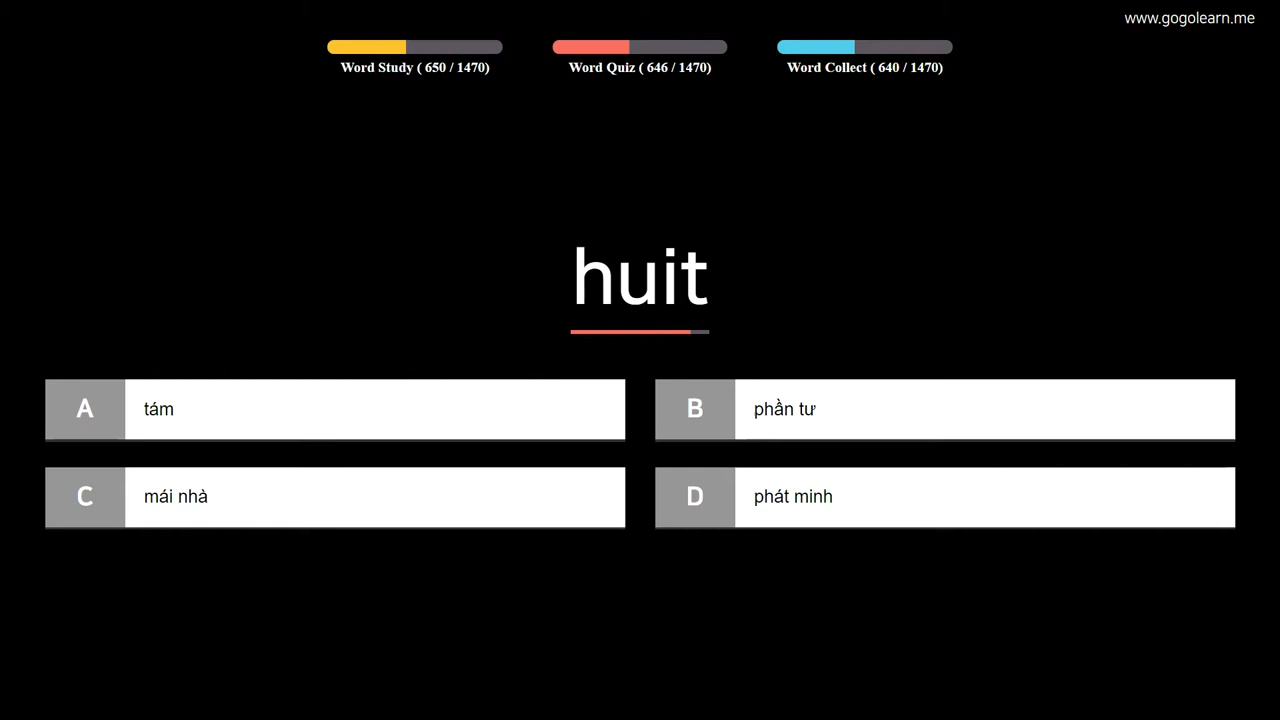 www.gogolearn.me
Word Study ( 650 / 1470)
Word Quiz ( 646 / 1470)
Word Collect ( 640 / 1470)
huit
A tám
B phần tư
C mái nhà
D phát minh